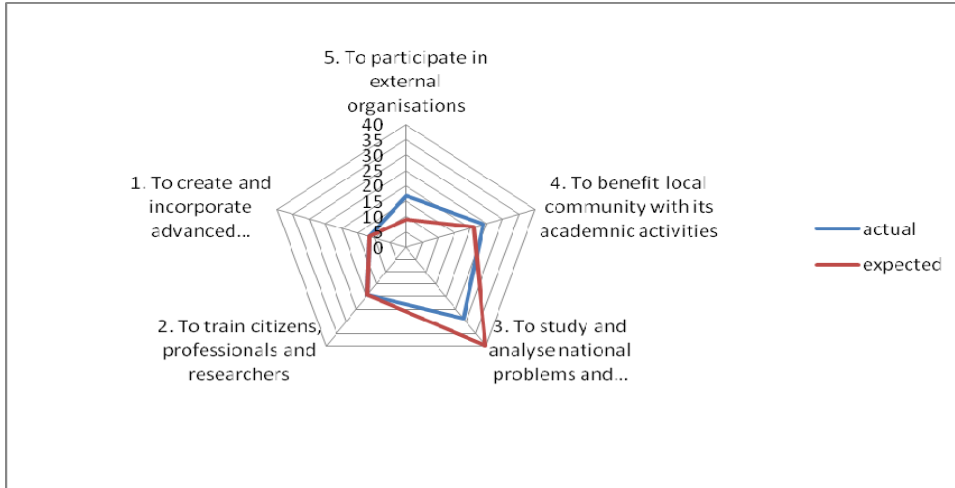 5. To participate in
external
organisations
40
35
30
25
20
15
10
5
0
1. To create and
incorporate
advanced...
4. To benefit local
community with its
academnic activities
actual
expected
2. To train citizens,
professionals and
researchers
3. To study and
analyse national
problems and...